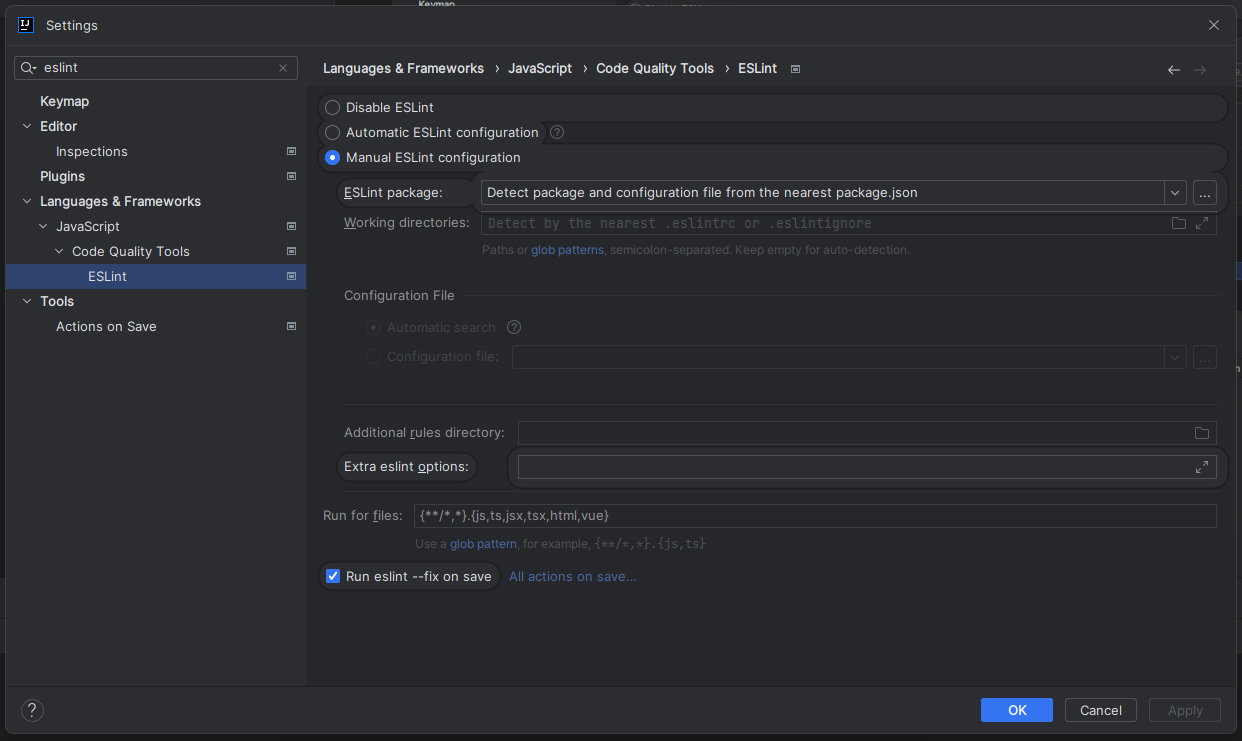 Keymap
IJ
Settings
eslint
Languages & Frameworks › JavaScript › Code Quality Tools › ESLint
Keymap
Editor
Inspections
Plugins
Languages & Frameworks
JavaScript
Code Quality Tools
ESLint
Tools
Actions on Save
Disable ESLint
Automatic ESLint configuration ?
Manual ESLint configuration
ESLint package: Detect package and configuration file from the nearest package.json ...
Working directories: Detect by the nearest .eslintrc or .eslintignore
Paths or glob patterns, semicolon-separated. Keep empty for auto-detection.
Configuration File
Automatic search ?
Configuration file: ...
Additional rules directory:
Extra eslint options:
Run for files: {**/*,*}.{js,ts,jsx,tsx,html,vue}
Use a glob pattern, for example, {**/*,*}.{js,ts}
Run eslint --fix on save All actions on save...
? OK Cancel Apply